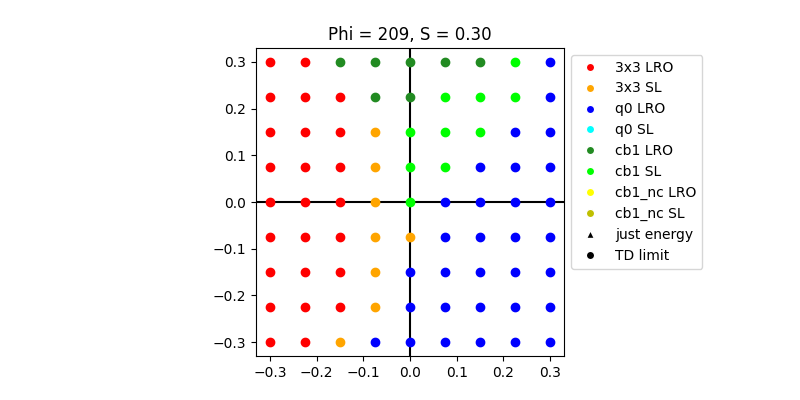 Phi = 209, S = 0.30
0.3
0.2
0.1
0.0
−0.1
−0.2
−0.3
−0.3
−0.2
−0.1
0.0
0.1
0.2
0.3
3x3 LRO
3x3 SL
q0 LRO
q0 SL
cb1 LRO
cb1 SL
cb1_nc LRO
cb1_nc SL
just energy
TD limit